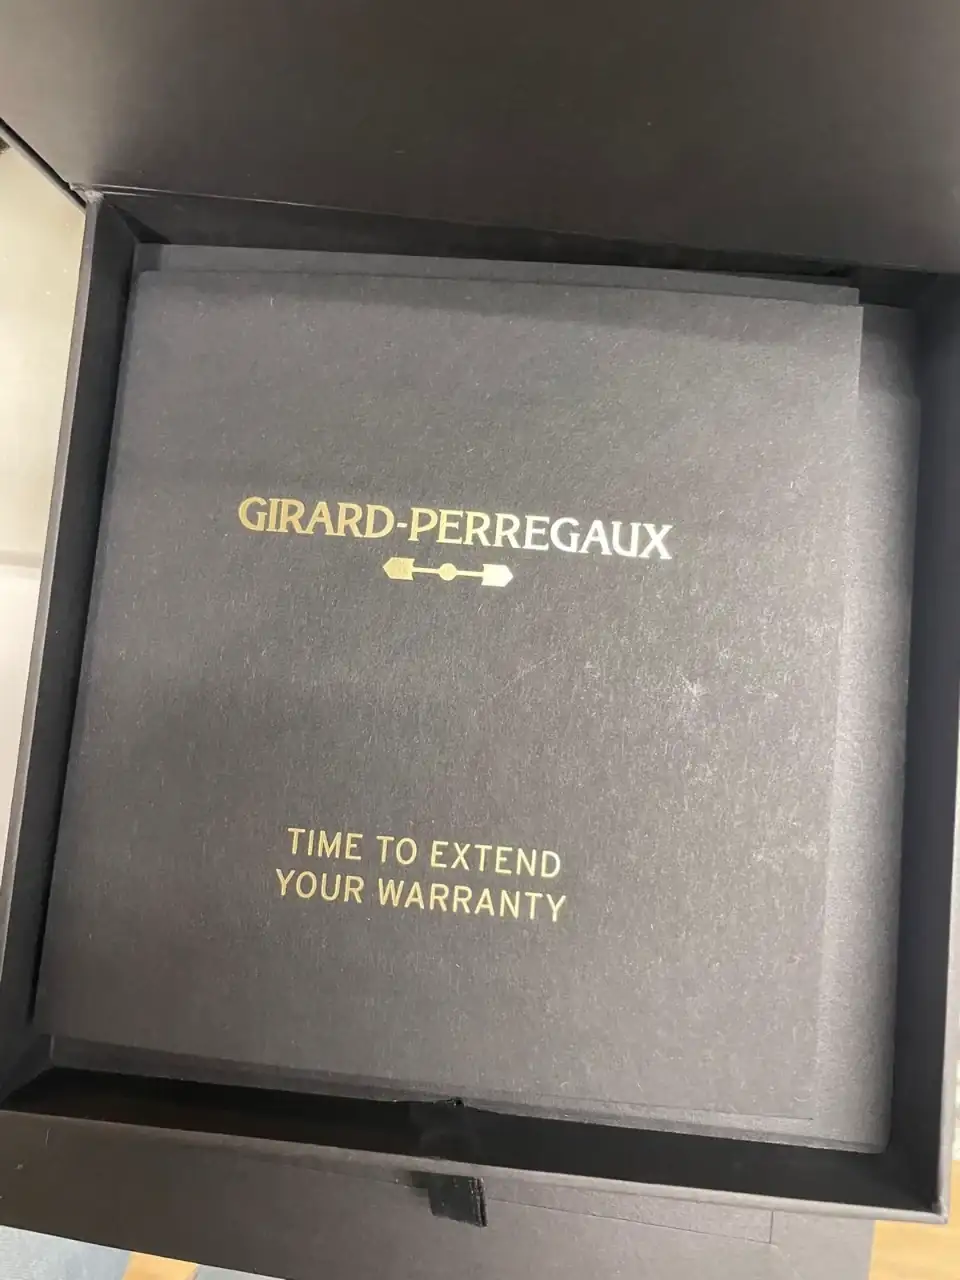 GIRARD-PERREGAUX
TIME TO EXTEND
YOUR WARRANTY